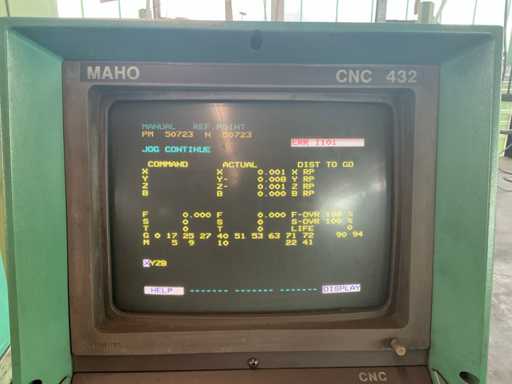 MAHO
CNC 432
MANUAL REF.POINT
PM 50723 N 50723
ERR I101
JOG CONTINUE
COMMAND ACTUAL DIST TO GO
X X 0.001 X RP
Y Y- 0.008 Y RP
Z Z- 0.001 Z RP
B B 0.000 B RP
F 0.000 F 0.000 F-OVR 100 %
S 0 S 0 S-OVR 100 %
T 0 T 0 LIFE 0
G 0 17 25 27 40 51 53 63 71 72 90 94
M 5 9 10 22 41
XYZB
HELP DISPLAY
CNC